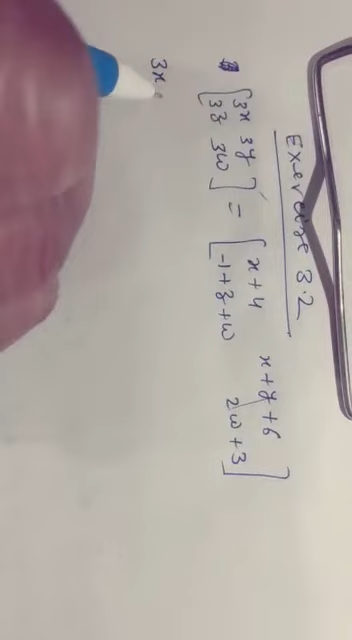 Exercise 3.2
[3x 3y = [x+4 x+y+6
3z 3w] -1+z+w 2w+3]
3x